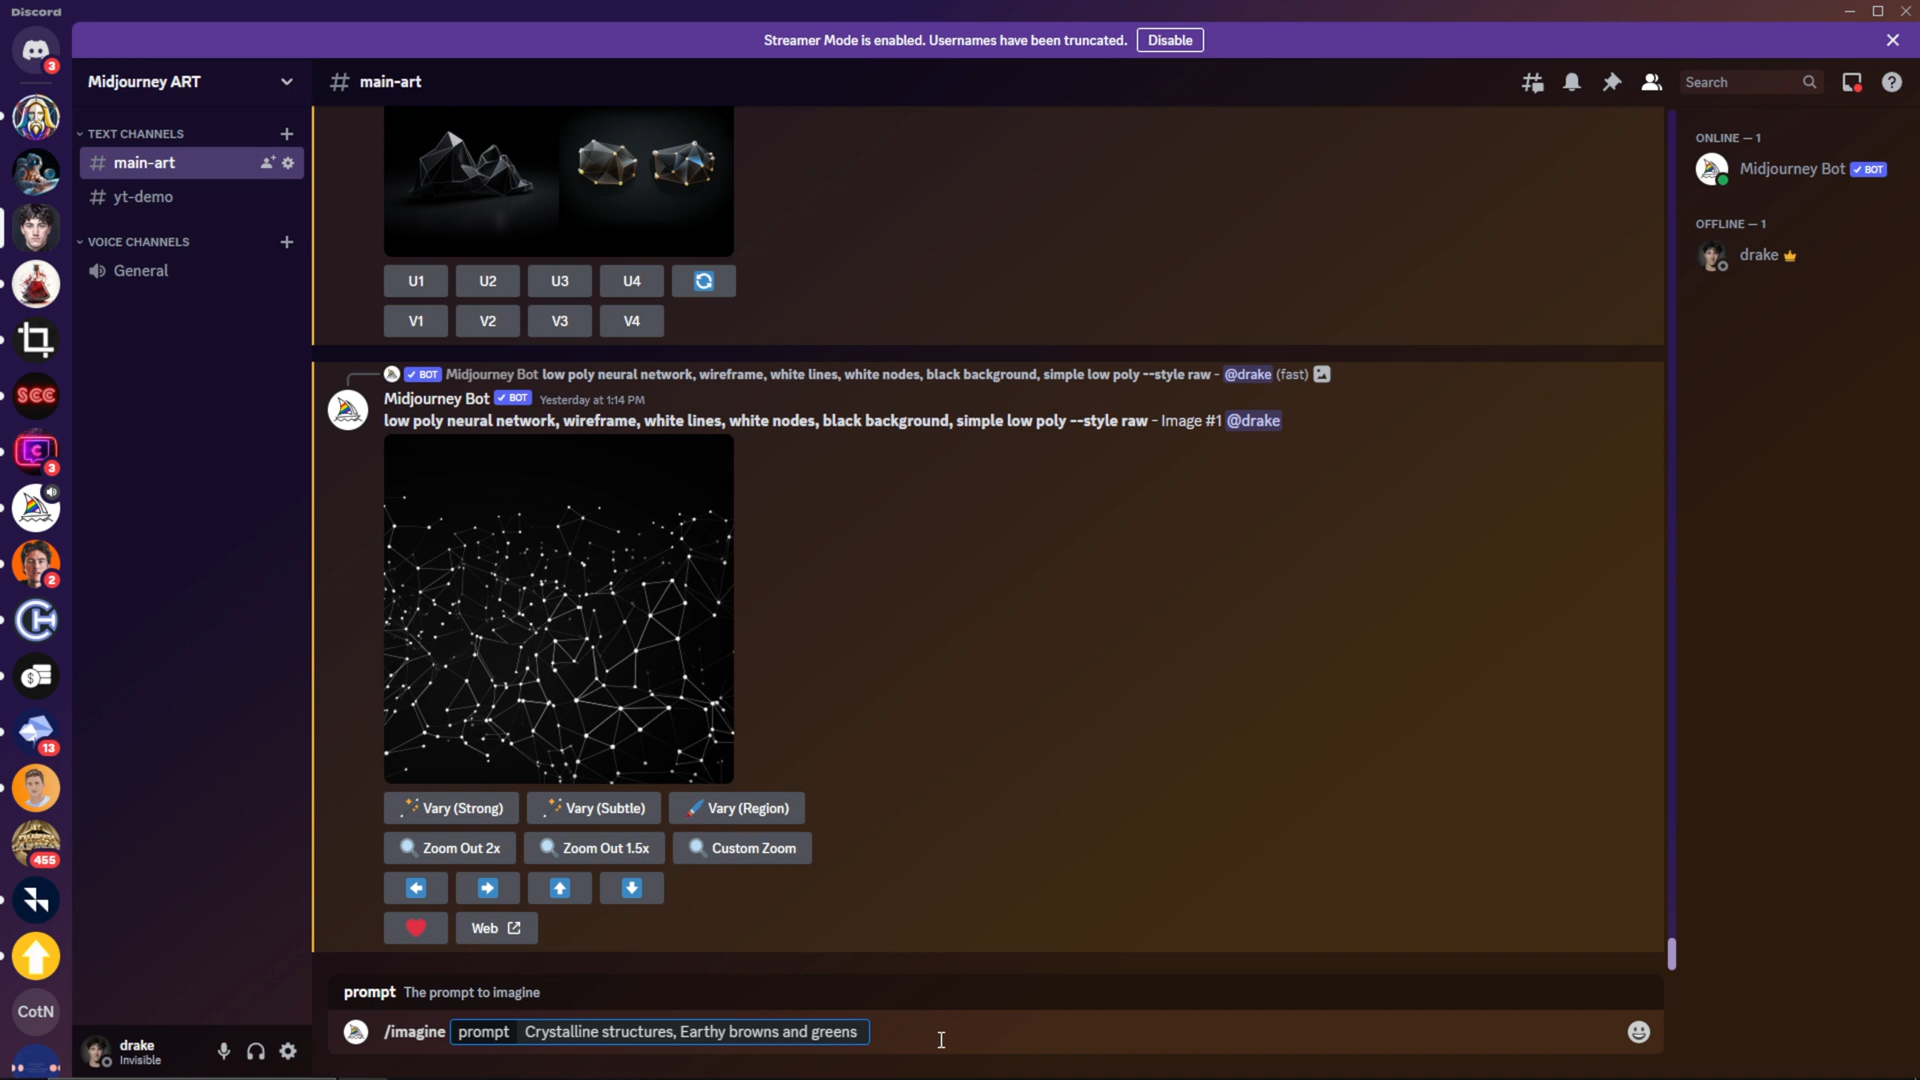 Discord
Streamer Mode is enabled. Usernames have been truncated.
Disable
3
Midjourney ART
main-art
Search
TEXT CHANNELS
main-art
yt-demo
VOICE CHANNELS
General
ONLINE — 1
Midjourney Bot
BOT
OFFLINE — 1
drake
U1
U2
U3
U4
V1
V2
V3
V4
BOT Midjourney Bot low poly neural network, wireframe, white lines, white nodes, black background, simple low poly --style raw - @drake (fast)
Midjourney Bot BOT Yesterday at 1:14 PM
low poly neural network, wireframe, white lines, white nodes, black background, simple low poly --style raw - Image #1 @drake
Vary (Strong)
Vary (Subtle)
Vary (Region)
Zoom Out 2x
Zoom Out 1.5x
Custom Zoom
Web
SCC
C
3
2
CH
$
13
455
CotN
prompt The prompt to imagine
/imagine prompt Crystalline structures, Earthy browns and greens
drake
Invisible